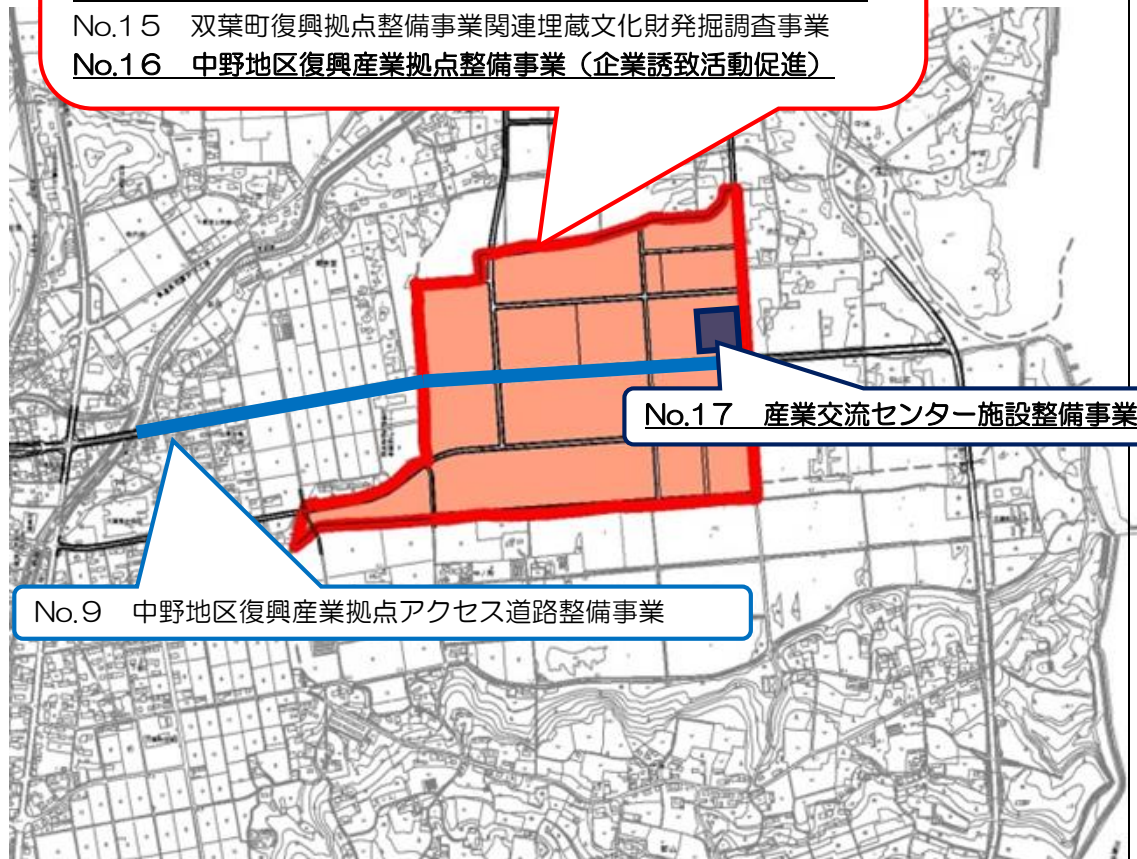 No.15　双葉町復興拠点整備事業関連埋蔵文化財発掘調査事業
No.16　中野地区復興産業拠点整備事業（企業誘致活動促進）
No.17　産業交流センター施設整備事業
No.9　中野地区復興産業拠点アクセス道路整備事業